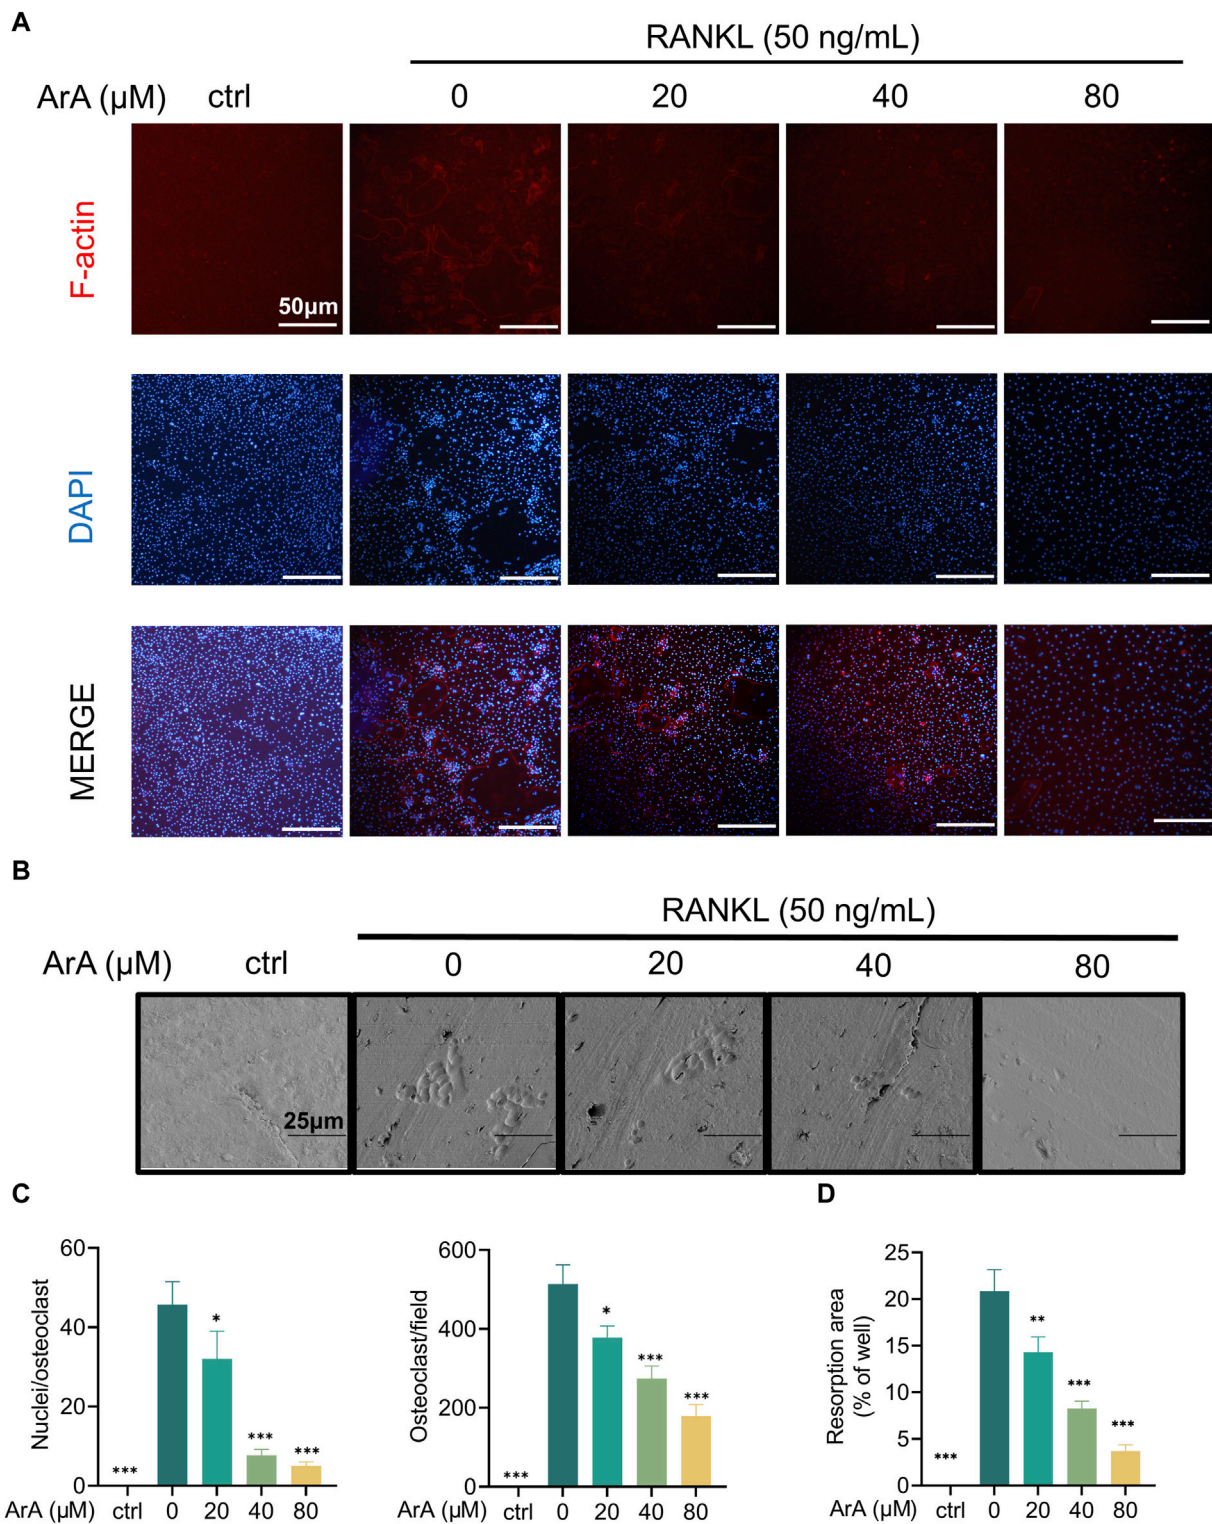 A
RANKL (50 ng/mL)
ArA (µM) ctrl 0 20 40 80
F-actin
50µm
DAPI
MERGE
B
RANKL (50 ng/mL)
ArA (µM) ctrl 0 20 40 80
25µm
C
Nuclei/osteoclast
60
40
20
0
***
*
***
***
ArA (µM) ctrl 0 20 40 80
Osteoclast/field
600
400
200
0
***
*
***
***
ArA (µM) ctrl 0 20 40 80
D
Resorption area
(% of well)
25
20
15
10
5
0
***
**
***
***
ArA (µM) ctrl 0 20 40 80